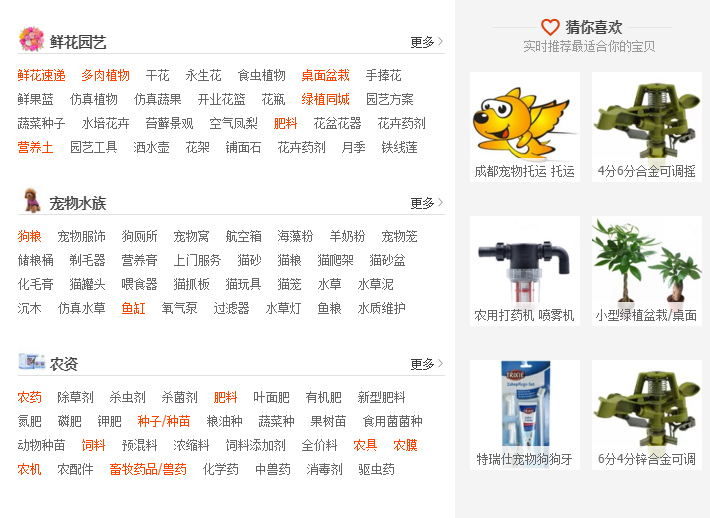 鲜花园艺 更多
鲜花速递 多肉植物 干花 永生花 食虫植物 桌面盆栽 手捧花
鲜果蓝 仿真植物 仿真蔬果 开业花篮 花瓶 绿植同城 园艺方案
蔬菜种子 水培花卉 苔藓景观 空气凤梨 肥料 花盆花器 花卉药剂
营养土 园艺工具 洒水壶 花架 铺面石 花卉药剂 月季 铁线莲
宠物水族 更多
狗粮 宠物服饰 狗厕所 宠物窝 航空箱 海藻粉 羊奶粉 宠物笼
储粮桶 剃毛器 营养膏 上门服务 猫砂 猫粮 猫爬架 猫砂盆
化毛膏 猫罐头 喂食器 猫抓板 猫玩具 猫笼 水草 水草泥
沉木 仿真水草 鱼缸 氧气泵 过滤器 水草灯 鱼粮 水质维护
农资 更多
农药 除草剂 杀虫剂 杀菌剂 肥料 叶面肥 有机肥 新型肥料
氮肥 磷肥 钾肥 种子/种苗 粮油种 蔬菜种 果树苗 食用菌菌种
动物种苗 饲料 预混料 浓缩料 饲料添加剂 全价料 农具 农膜
农机 农配件 畜牧药品/兽药 化学药 中兽药 消毒剂 驱虫药
猜你喜欢
实时推荐最适合你的宝贝
成都宠物托运 托运 4分6分合金可调摇
农用打药机 喷雾机 小型绿植盆栽/桌面
TRIXIE
特瑞仕宠物狗狗牙 6分4分锌合金可调